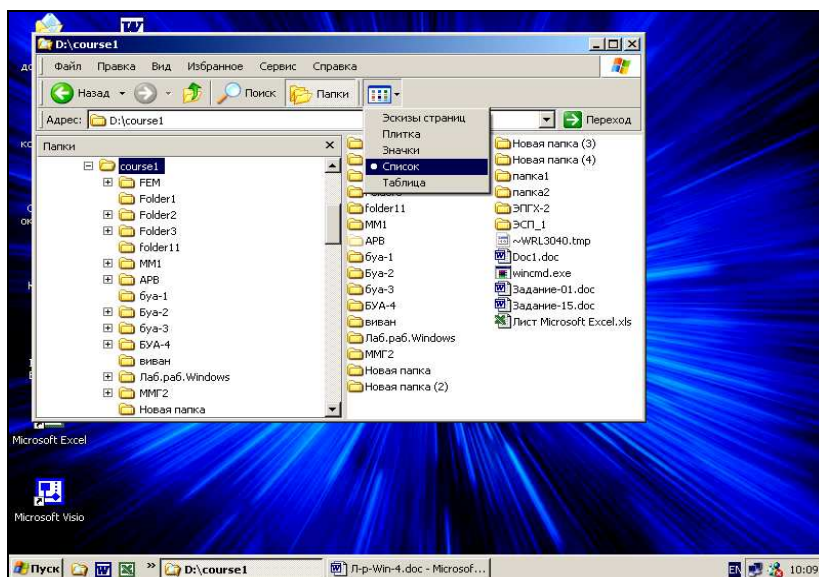 D:\course1
Файл Правка Вид Избранное Сервис Справка
Назад Поиск Папки
Адрес: D:\course1 Переход
Эскизы страниц
Плитка
Значки
Список
Таблица
Папки
course1
FEM
Folder1
Folder2
Folder3
folder11
MM1
APB
буа-1
Буа-2
буа-3
БУА-4
виван
Лаб.раб.Windows
ММГ2
Новая папка
folder11
MM1
APB
буа-1
Буа-2
буа-3
БУА-4
виван
Лаб.раб.Windows
ММГ2
Новая папка
Новая папка (2)
Новая папка (3)
Новая папка (4)
папка1
папка2
ЭПГХ-2
ЭСП_1
~WRL3040.tmp
Doc1.doc
wincmd.exe
Задание-01.doc
Задание-15.doc
Лист Microsoft Excel.xls
Microsoft Excel
Microsoft Visio
Пуск » D:\course1 Л-р-Win-4.doc - Microsof... EN 10:09